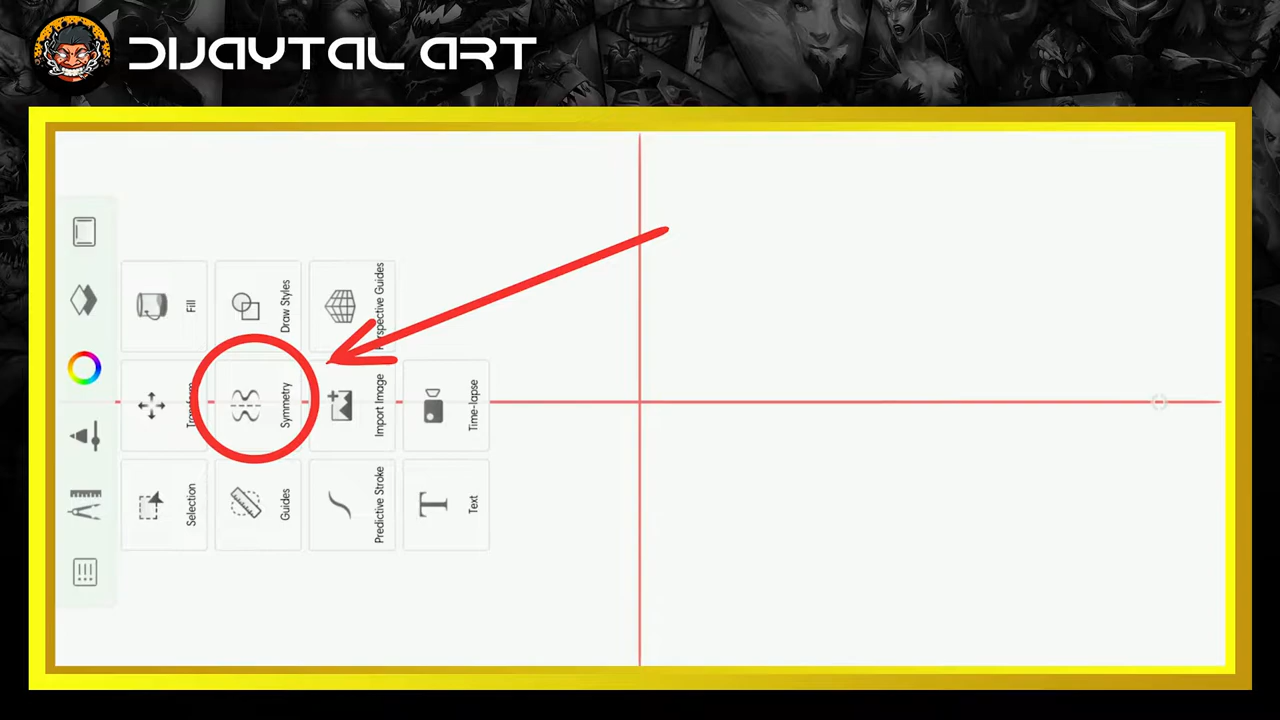 DIJAYTAL ART
Selection
Transform
Fill
Guides
Symmetry
Draw Styles
Predictive Stroke
Import Image
Perspective Guides
Text
Time-lapse